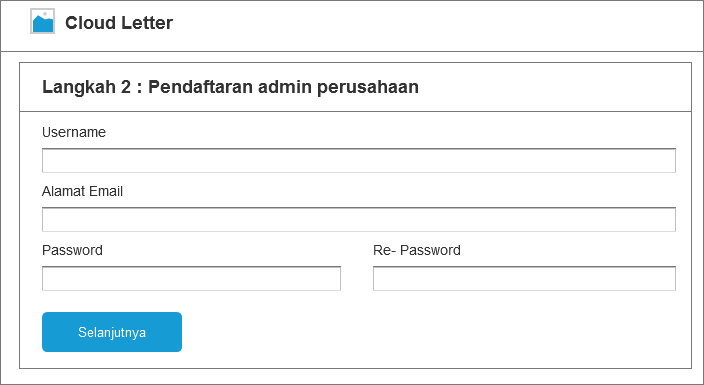 Cloud Letter
Langkah 2 : Pendaftaran admin perusahaan
Username
Alamat Email
Password Re- Password
Selanjutnya